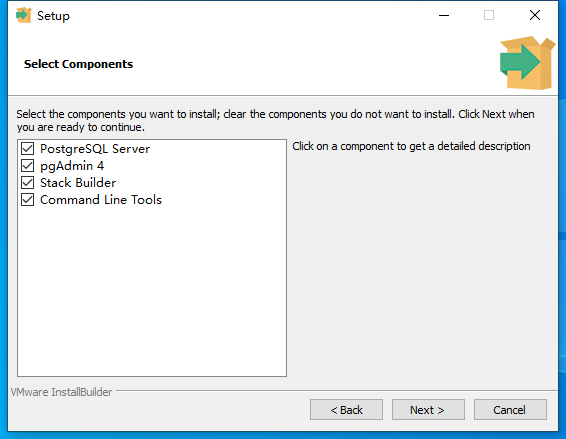 Setup
Select Components
Select the components you want to install; clear the components you do not want to install. Click Next when
you are ready to continue.
PostgreSQL Server
pgAdmin 4
Stack Builder
Command Line Tools
Click on a component to get a detailed description
VMware InstallBuilder
< Back
Next >
Cancel